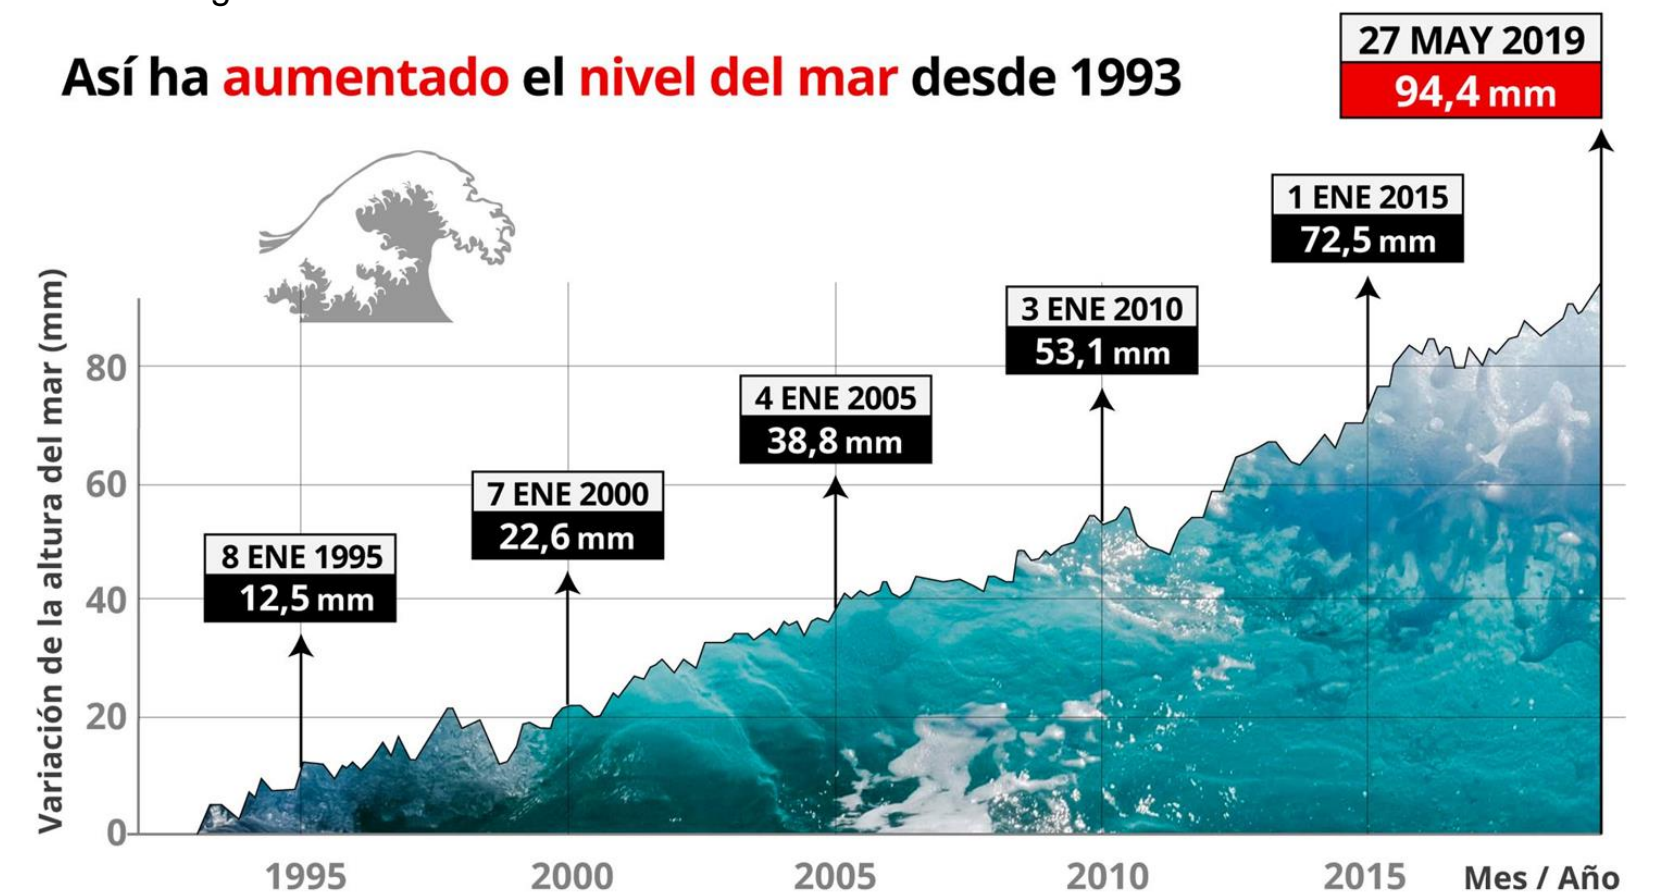 Así ha aumentado el nivel del mar desde 1993
27 MAY 2019
94,4 mm
1 ENE 2015
72,5 mm
3 ENE 2010
53,1 mm
4 ENE 2005
38,8 mm
7 ENE 2000
22,6 mm
8 ENE 1995
12,5 mm
Variación de la altura del mar (mm)
80
60
40
20
0
1995 2000 2005 2010 2015 Mes / Año